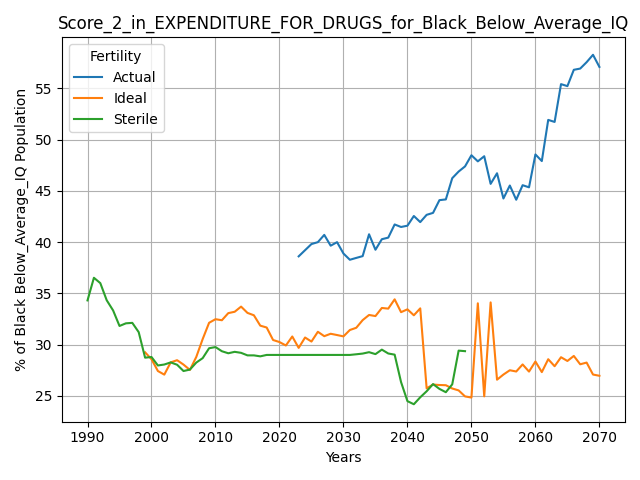 Score_2_in_EXPENDITURE_FOR_DRUGS_for_Black_Below_Average_IQ
Fertility
Actual
Ideal
Sterile
% of Black Below_Average_IQ Population
55
50
45
40
35
30
25
1990 2000 2010 2020 2030 2040 2050 2060 2070
Years